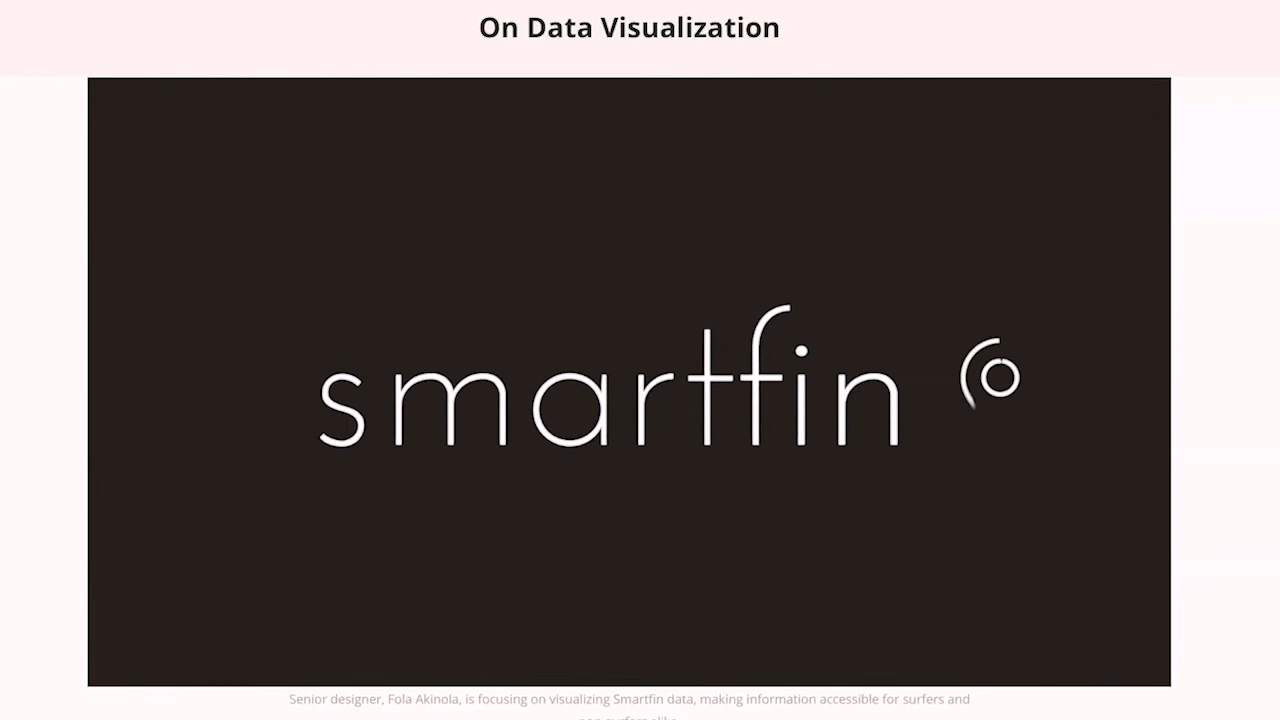 On Data Visualization
smartfin
Senior designer, Fola Akinola, is focusing on visualizing Smartfin data, making information accessible for surfers and